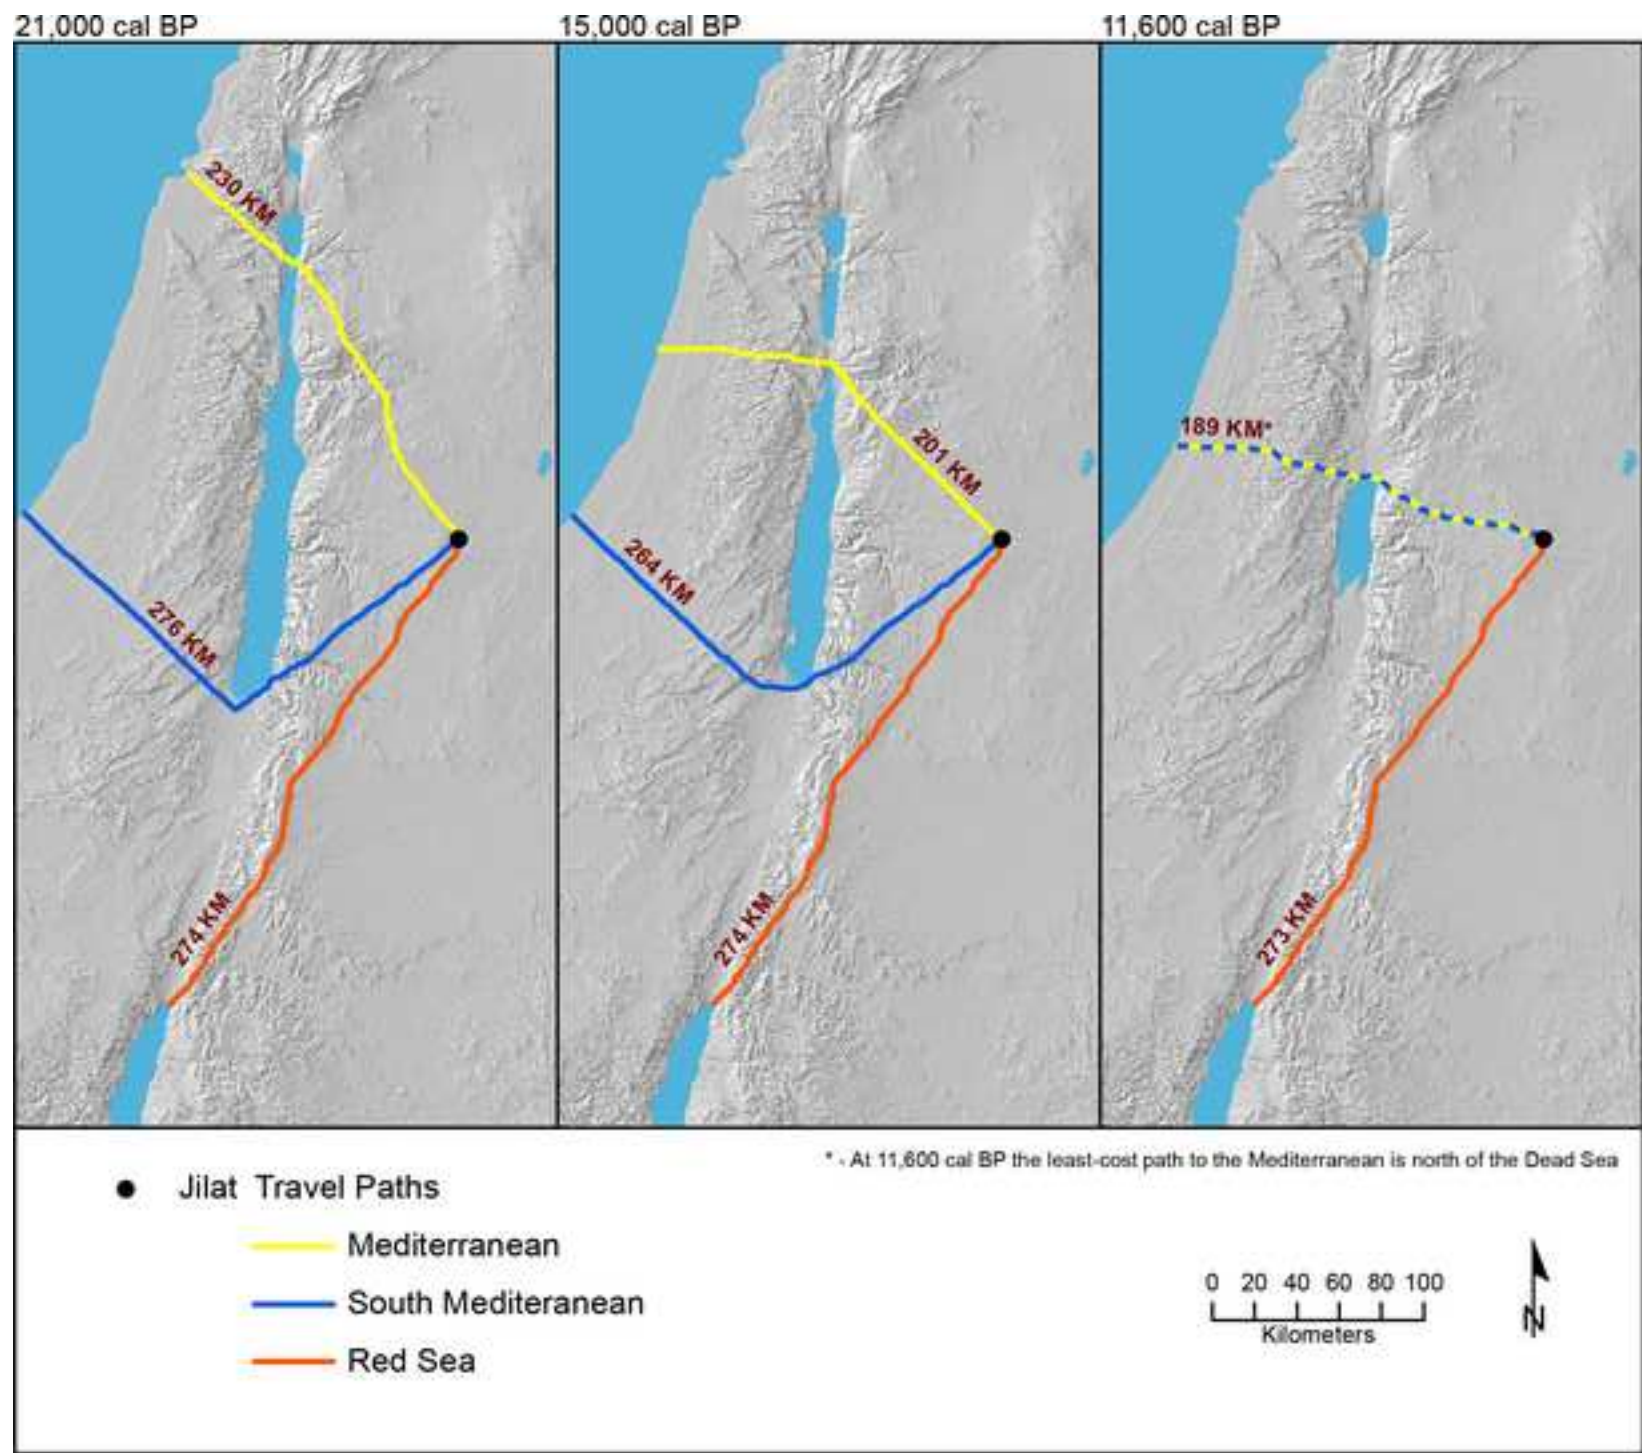 21,000 cal BP
15,000 cal BP
11,600 cal BP
230 KM
276 KM
274 KM
201 KM
264 KM
274 KM
189 KM*
273 KM
* - At 11,600 cal BP the least-cost path to the Mediterranean is north of the Dead Sea
Jilat Travel Paths
Mediterranean
South Mediteranean
Red Sea
0 20 40 60 80 100
Kilometers
N